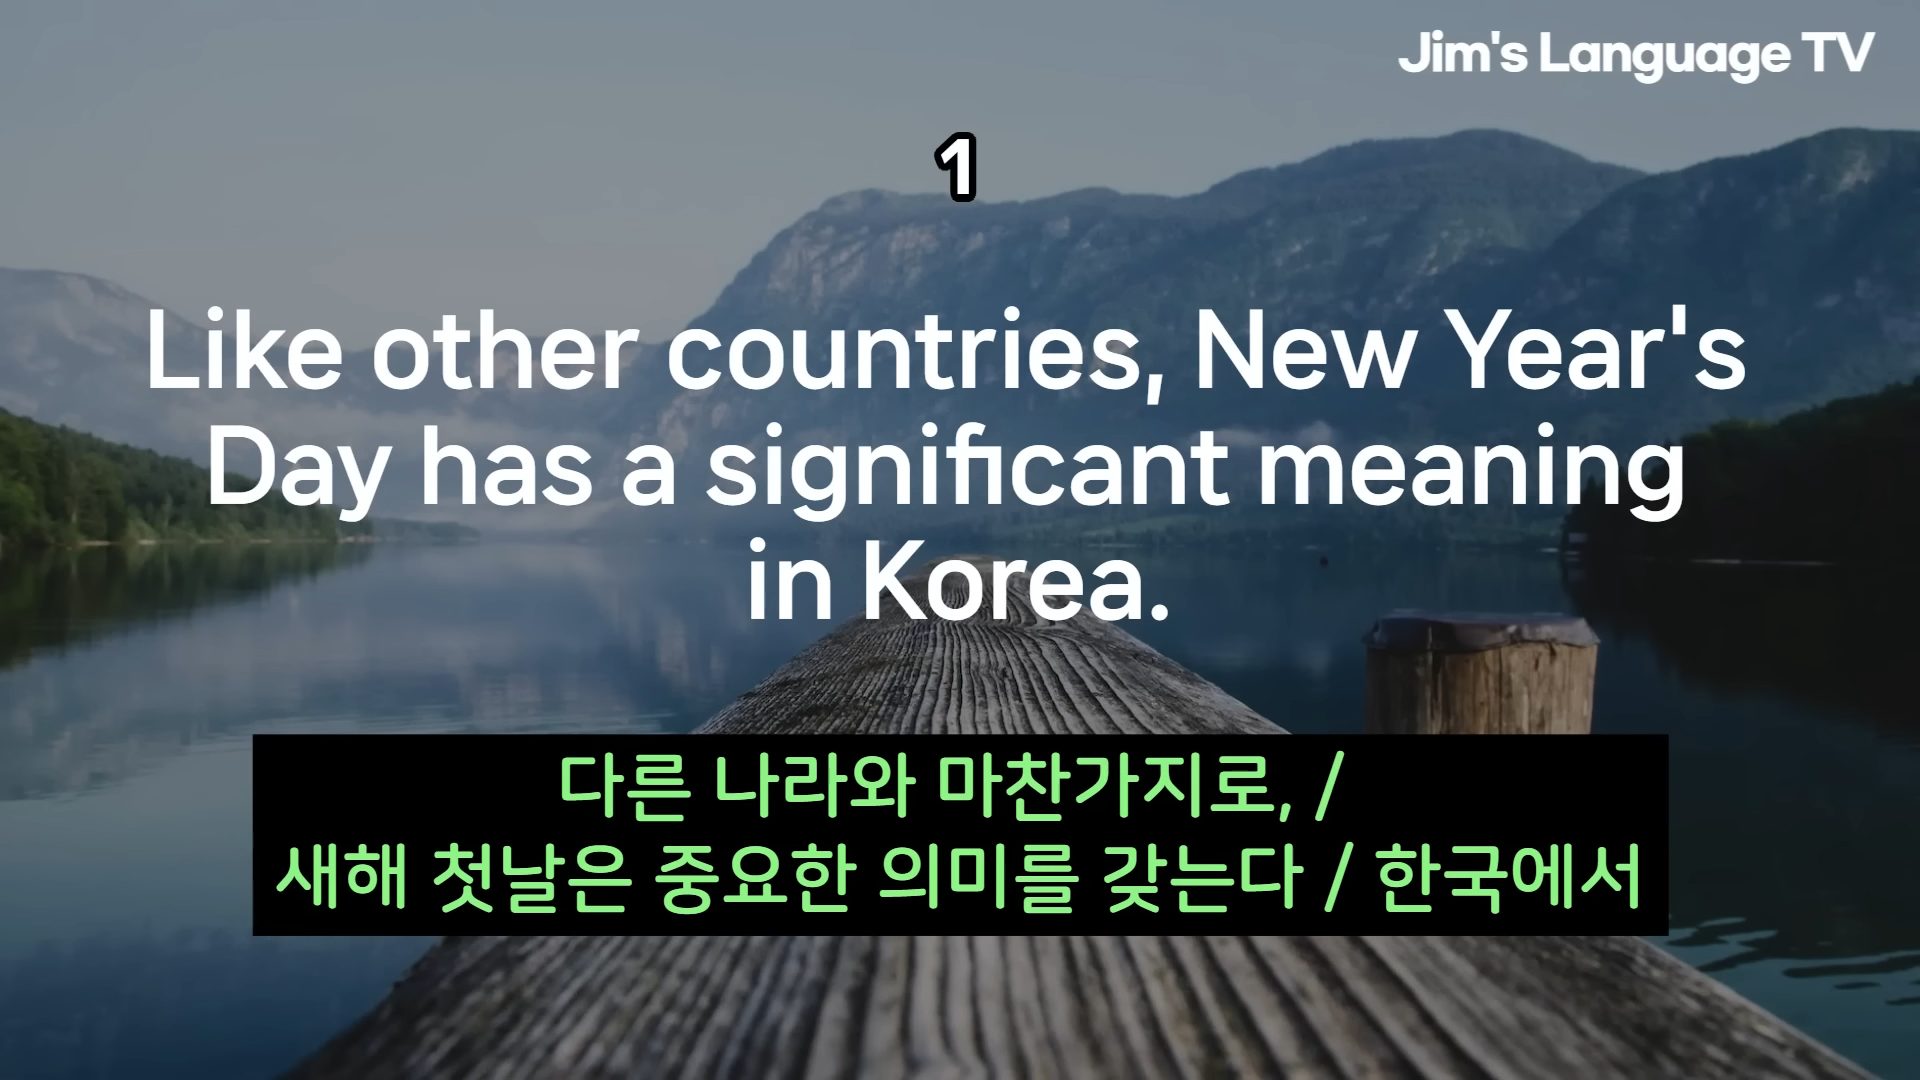 Jim's Language TV
1
Like other countries, New Year's
Day has a significant meaning
in Korea.
다른 나라와 마찬가지로, /
새해 첫날은 중요한 의미를 갖는다 / 한국에서